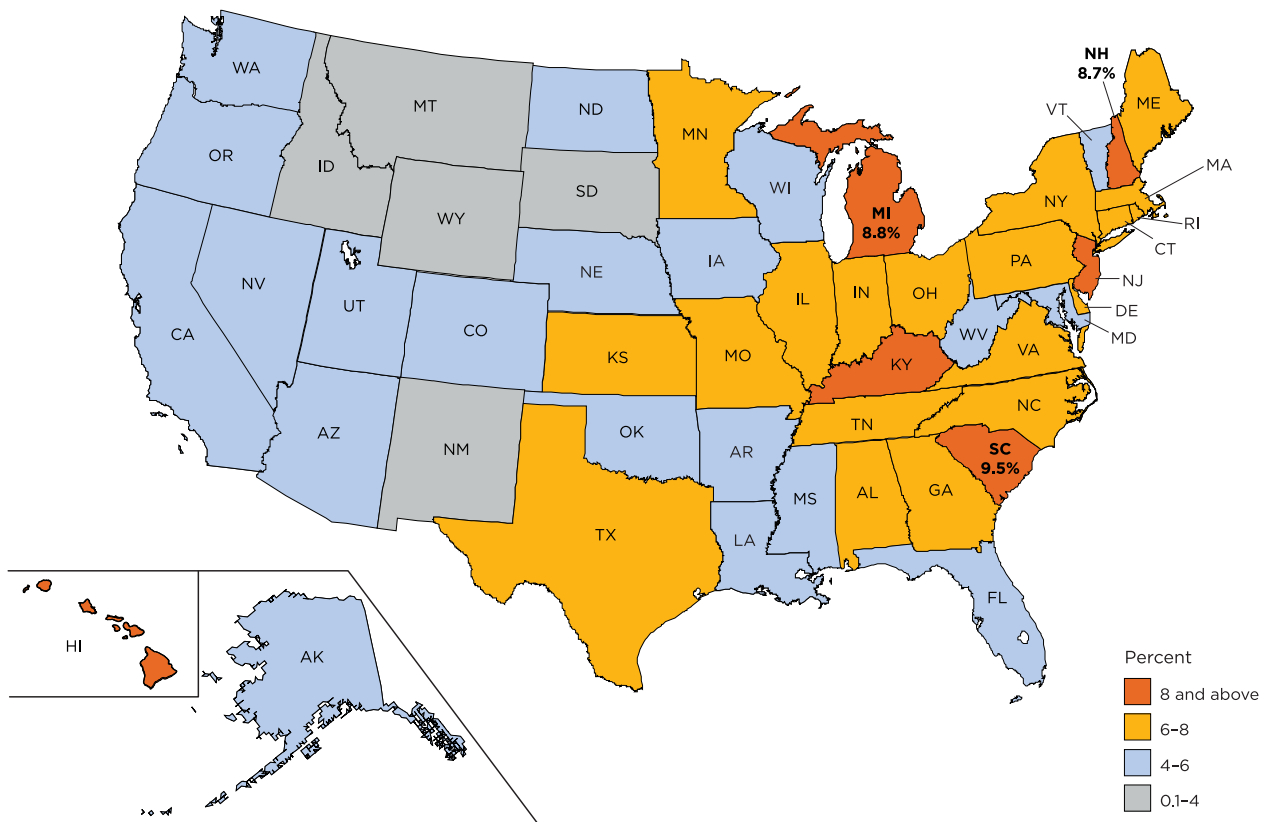 NH
8.7%
WA
MT
ND
MN
VT
ME
OR
ID
SD
WI
MA
WY
MI
8.8%
NY
RI
CT
NV
NE
IA
PA
NJ
UT
IL
IN
OH
DE
CA
CO
WV
MD
KS
MO
KY
VA
AZ
OK
TN
NC
NM
AR
SC
9.5%
MS
AL
GA
TX
LA
FL
HI
AK
Percent
8 and above
6–8
4–6
0.1–4